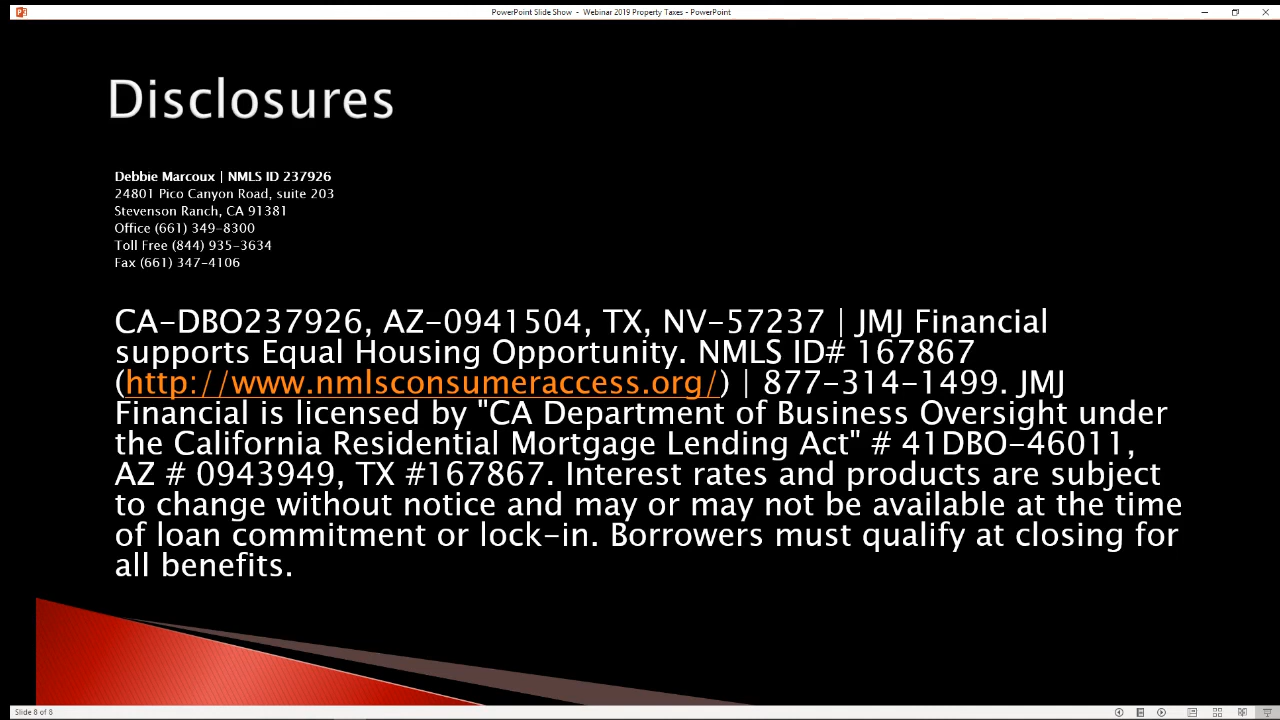 PowerPoint Slide Show - Webinar 2019 Property Taxes - PowerPoint
Disclosures
Debbie Marcoux | NMLS ID 237926
24801 Pico Canyon Road, suite 203
Stevenson Ranch, CA 91381
Office (661) 349-8300
Toll Free (844) 935-3634
Fax (661) 347-4106
CA-DBO237926, AZ-0941504, TX, NV-57237 | JMJ Financial
supports Equal Housing Opportunity. NMLS ID# 167867
(http://www.nmlsconsumeraccess.org/) | 877-314-1499. JMJ
Financial is licensed by "CA Department of Business Oversight under
the California Residential Mortgage Lending Act" # 41DBO-46011,
AZ # 0943949, TX #167867. Interest rates and products are subject
to change without notice and may or may not be available at the time
of loan commitment or lock-in. Borrowers must qualify at closing for
all benefits.
Slide 8 of 8